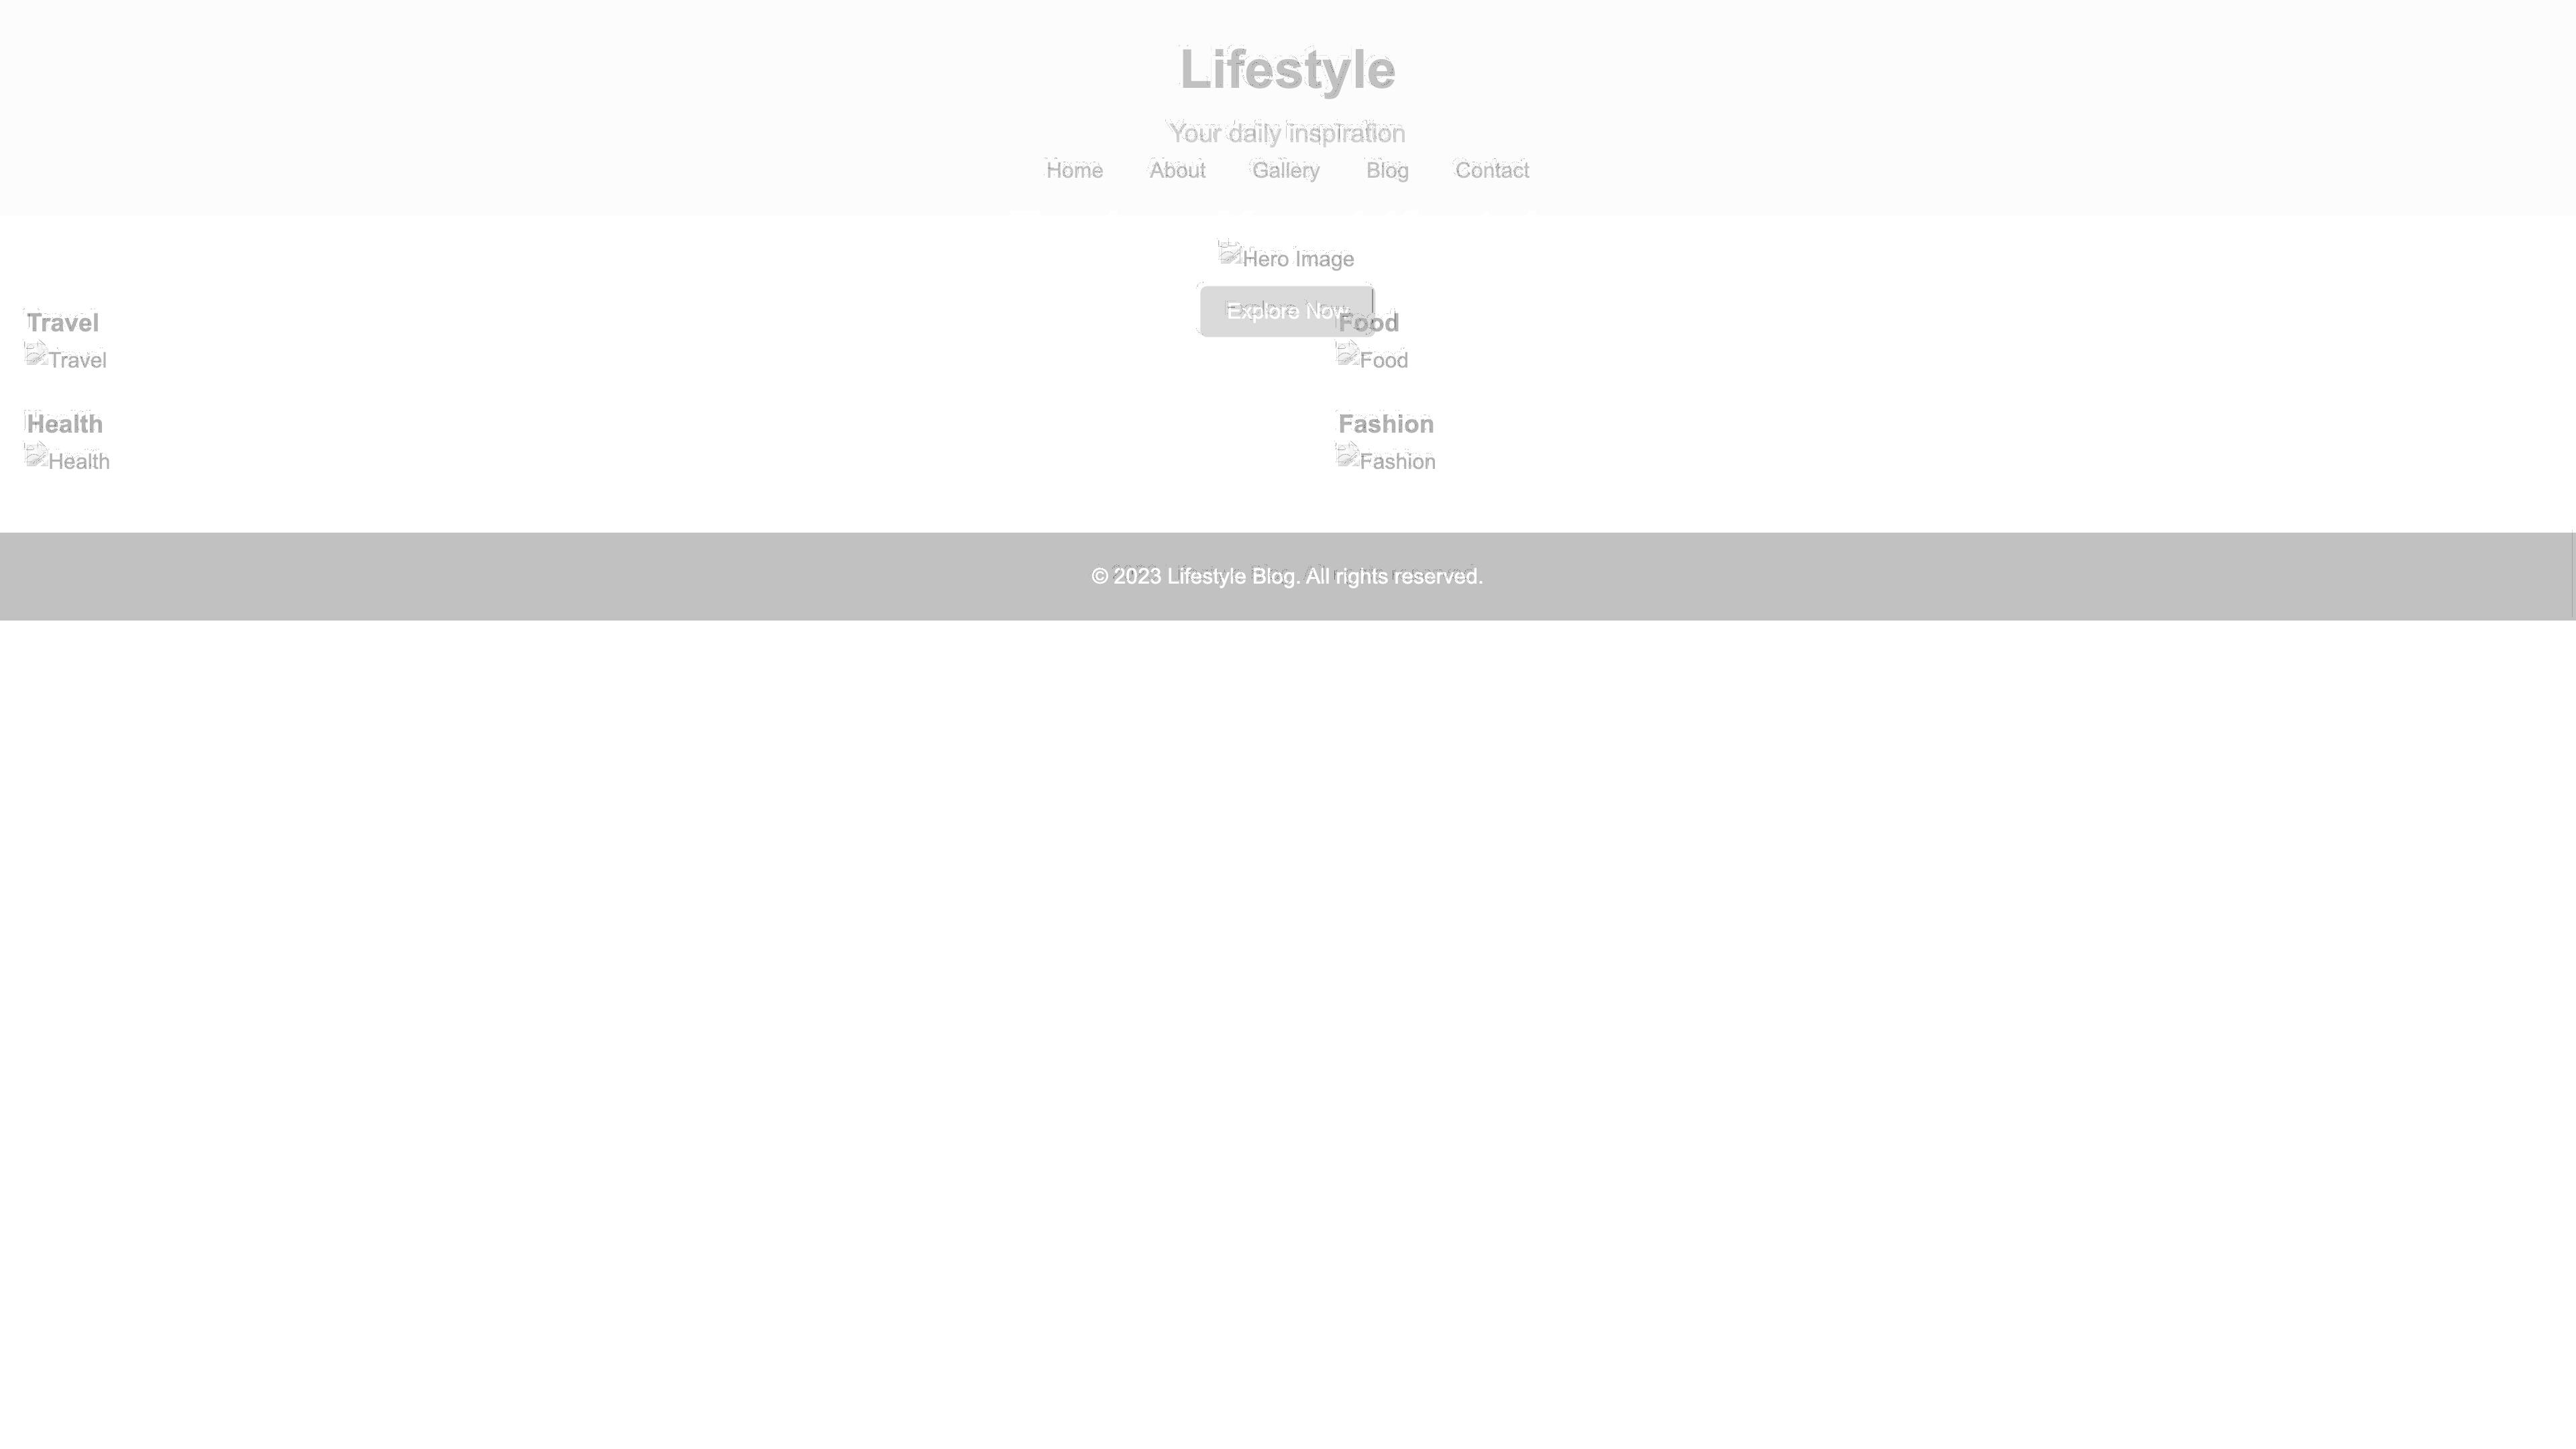 Lifestyle
Your daily inspiration
Home About Gallery Blog Contact
Hero Image
Explore Now
Travel Food
Travel Food
Health Fashion
Health Fashion
© 2023 Lifestyle Blog. All rights reserved.